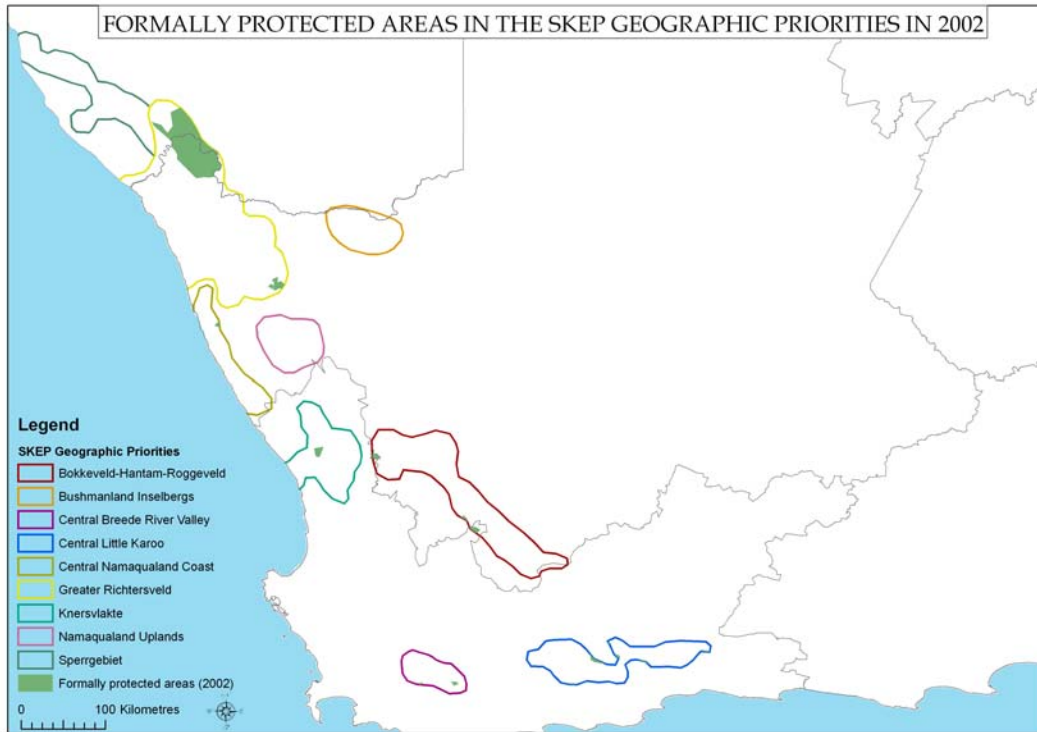 FORMALLY PROTECTED AREAS IN THE SKEP GEOGRAPHIC PRIORITIES IN 2002
Legend
SKEP Geographic Priorities
Bokkeveld-Hantam-Roggeveld
Bushmanland Inselbergs
Central Breede River Valley
Central Little Karoo
Central Namaqualand Coast
Greater Richtersveld
Knersvlakte
Namaqualand Uplands
Sperrgebiet
Formally protected areas (2002)
0 100 Kilometres